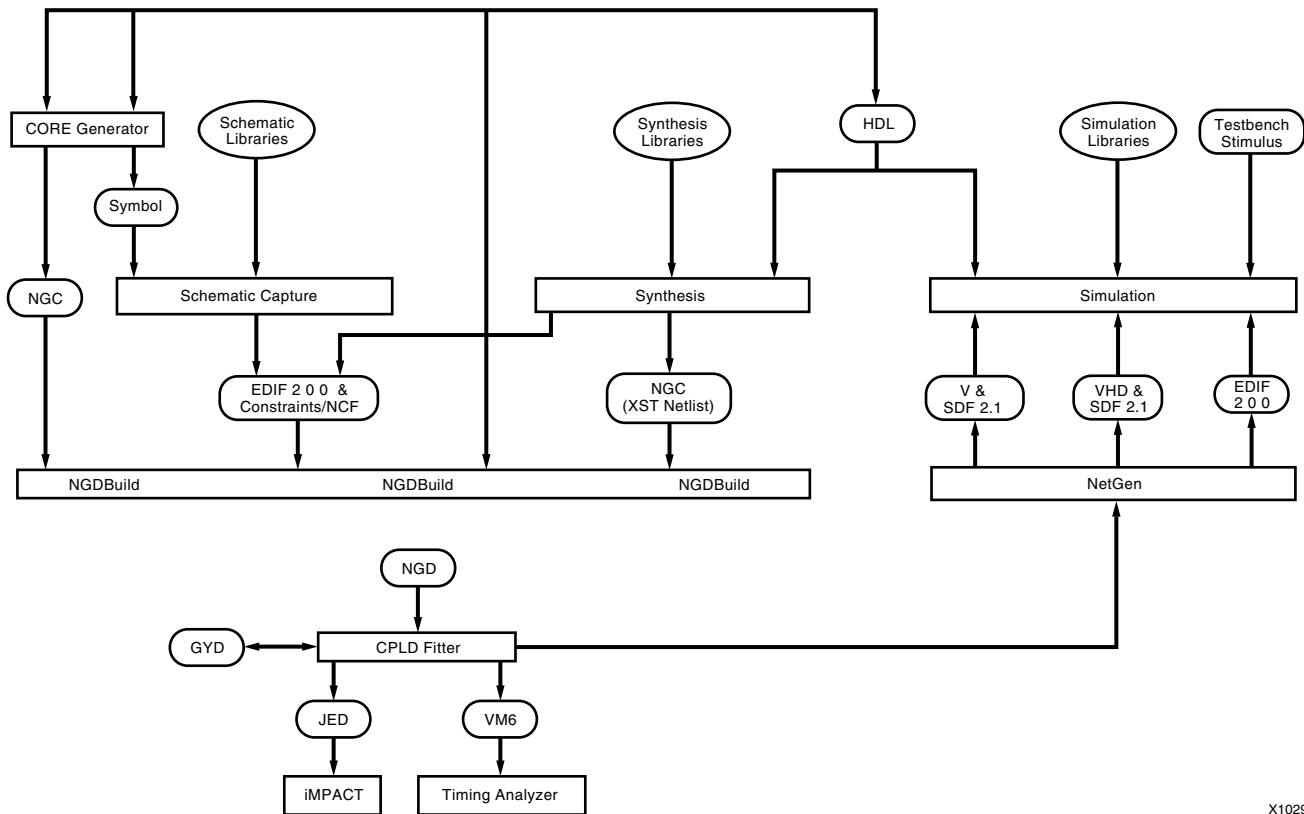 CORE Generator
Schematic
Libraries
Synthesis
Libraries
HDL
Simulation
Libraries
Testbench
Stimulus
Symbol
NGC
Schematic Capture
Synthesis
Simulation
EDIF 2 0 0 &
Constraints/NCF
NGC
(XST Netlist)
V &
SDF 2.1
VHD &
SDF 2.1
EDIF
2 0 0
NGDBuild
NGDBuild
NGDBuild
NetGen
NGD
GYD
CPLD Fitter
JED
VM6
iMPACT
Timing Analyzer
X1029